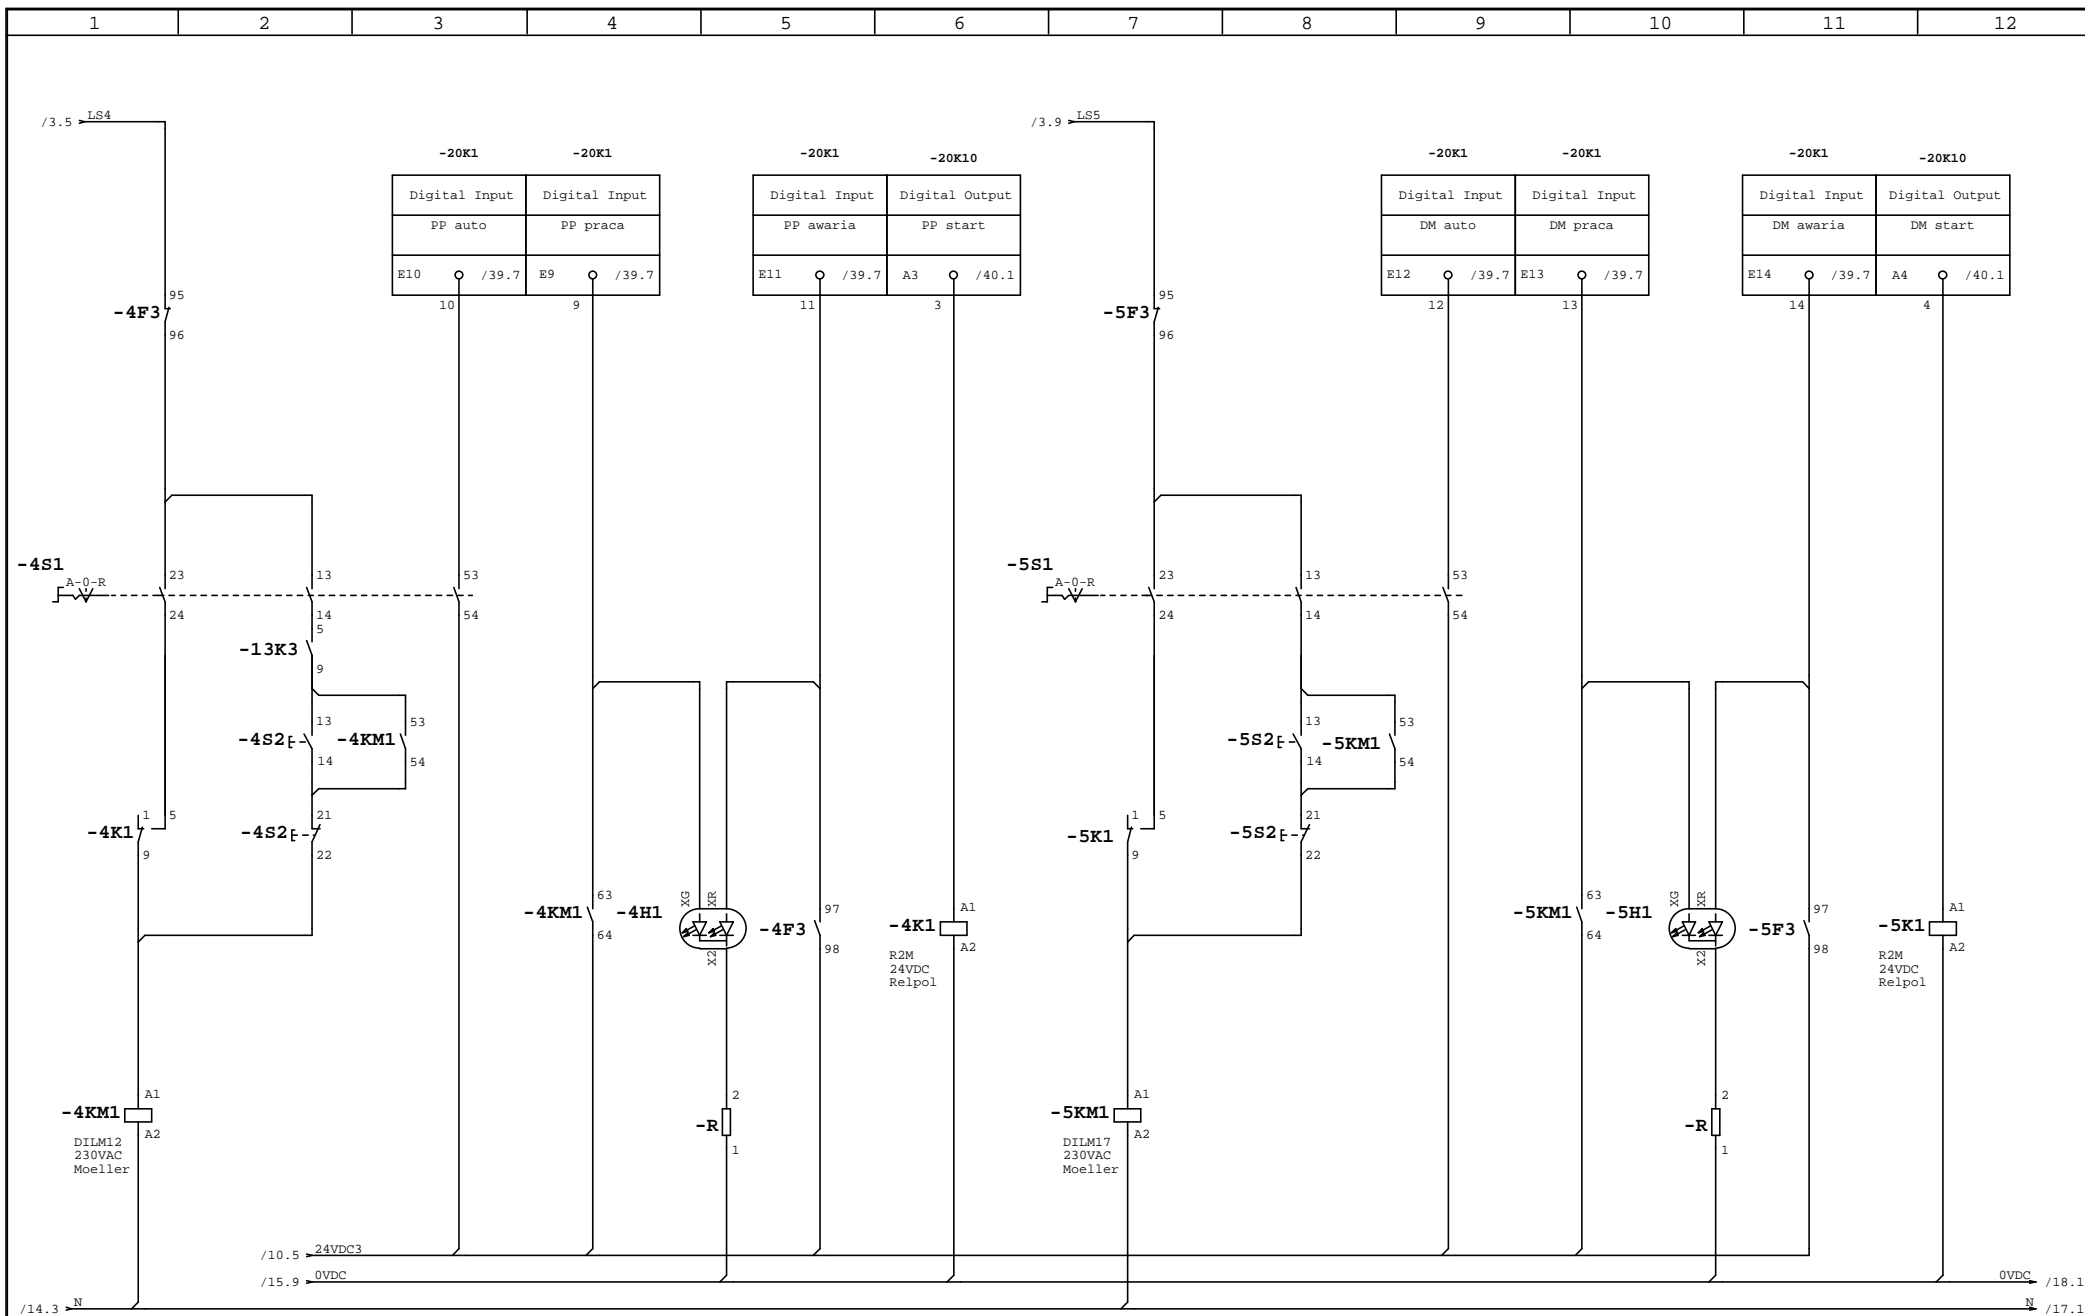 1 2 3 4 5 6 7 8 9 10 11 12
/3.5 LS4 /3.9 LS5
-20K1 -20K1 -20K1 -20K10 -20K1 -20K1 -20K1 -20K10
Digital Input Digital Input Digital Input Digital Output Digital Input Digital Input Digital Input Digital Output
PP auto PP praca PP awaria PP start DM auto DM praca DM awaria DM start
E10 /39.7 E9 /39.7 E11 /39.7 A3 /40.1 E12 /39.7 E13 /39.7 E14 /39.7 A4 /40.1
10 9 11 3 12 13 14 4
95 95
-4F3 -5F3
96 96
-4S1 -5S1
A-0-R 23 13 53 A-0-R 23 13 53
24 14 54 24 14 54
5
-13K3
9
13 53 13 53
-4S2 -4KM1 -5S2 -5KM1
14 54 14 54
1 5 21 1 5 21
-4K1 -4S2 -5K1 -5S2
9 22 9 22
63 XG XR 97 A1 63 XG XR 97 A1
-4KM1 -4H1 -4F3 -4K1 -5KM1 -5H1 -5F3 -5K1
64 X2 98 A2 64 X2 98 A2
R2M R2M
24VDC 24VDC
Relpol Relpol
A1 2 A1 2
-4KM1 -R -5KM1 -R
A2 1 A2 1
DILM12 DILM17
230VAC 230VAC
Moeller Moeller
/10.5 24VDC3
/15.9 0VDC 0VDC /18.1
/14.3 N N /17.1